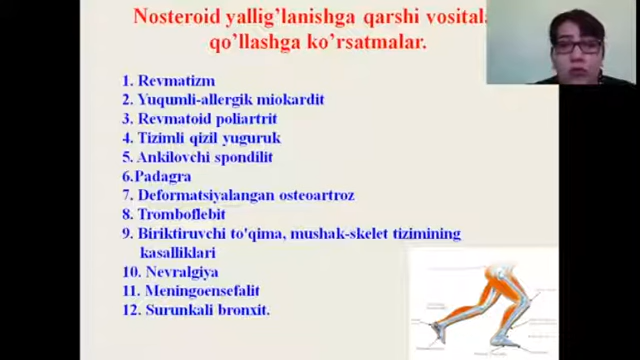 Nosteroid yallig’lanishga qarshi
qo’llashga ko’rsatmalar.
1. Revmatizm
2. Yuqumli-allergik miokardit
3. Revmatoid poliartrit
4. Tizimli qizil yuguruk
5. Ankilovchi spondilit
6.Padagra
7. Deformatsiyalangan osteoartroz
8. Tromboflebit
9. Biriktiruvchi to'qima, mushak-skelet tizimining
kasalliklari
10. Nevralgiya
11. Meningoensefalit
12. Surunkali bronxit.